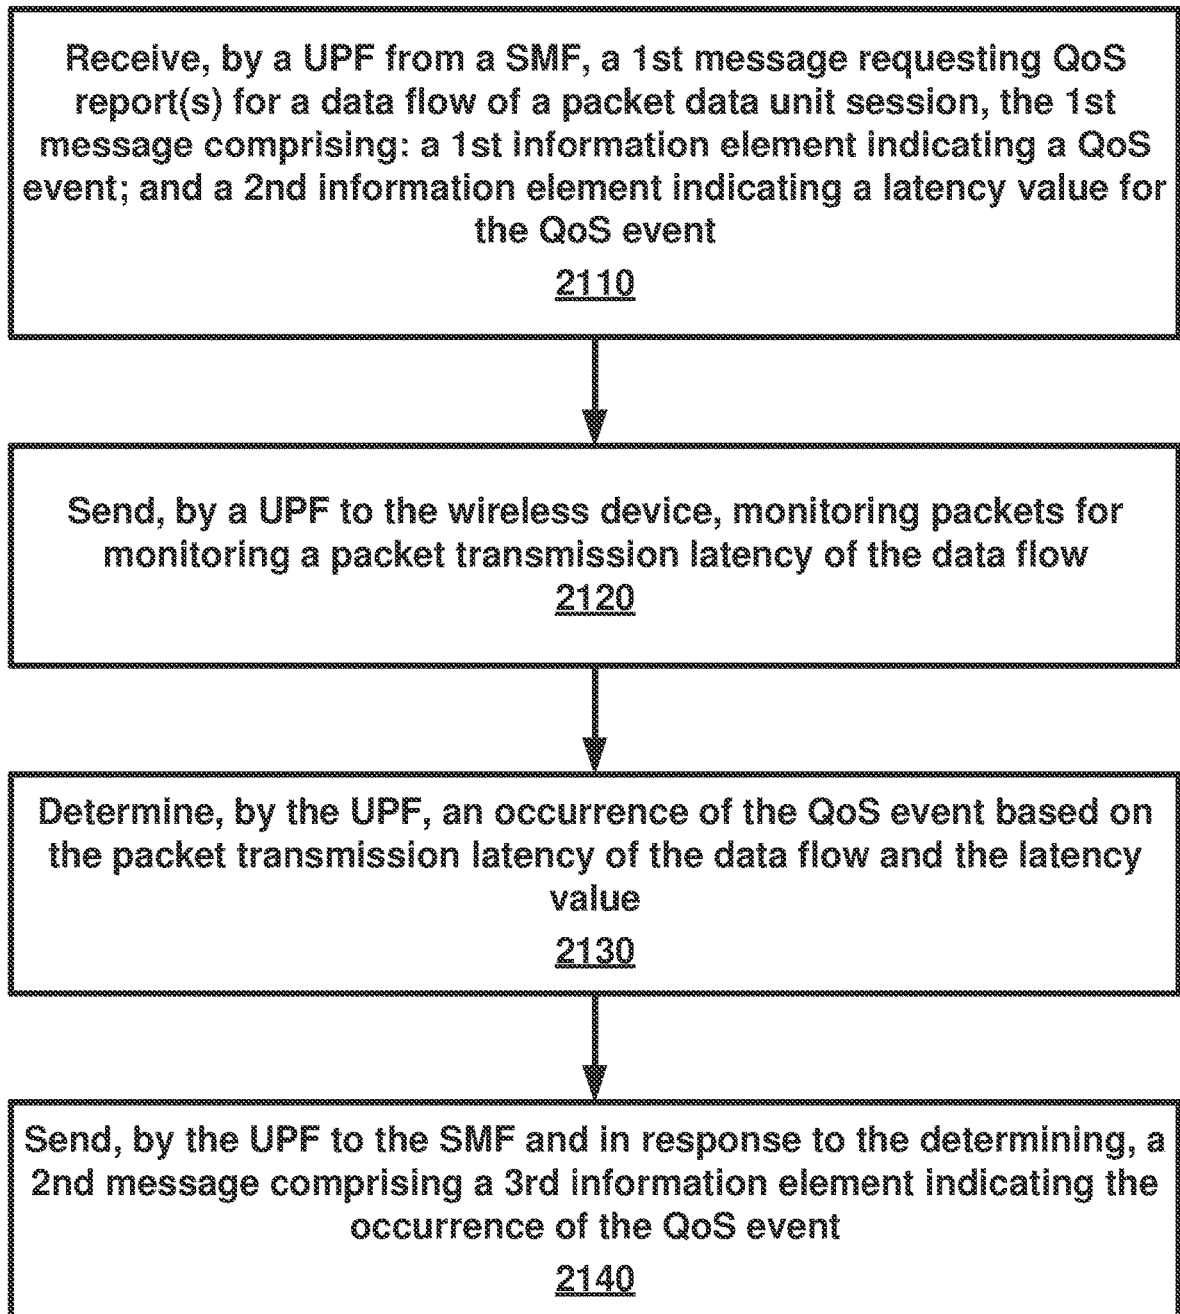 Receive, by a UPF from a SMF, a 1st message requesting QoS
report(s) for a data flow of a packet data unit session, the 1st
message comprising: a 1st information element indicating a QoS
event; and a 2nd information element indicating a latency value for
the QoS event
2110
Send, by a UPF to the wireless device, monitoring packets for
monitoring a packet transmission latency of the data flow
2120
Determine, by the UPF, an occurrence of the QoS event based on
the packet transmission latency of the data flow and the latency
value
2130
Send, by the UPF to the SMF and in response to the determining, a
2nd message comprising a 3rd information element indicating the
occurrence of the QoS event
2140